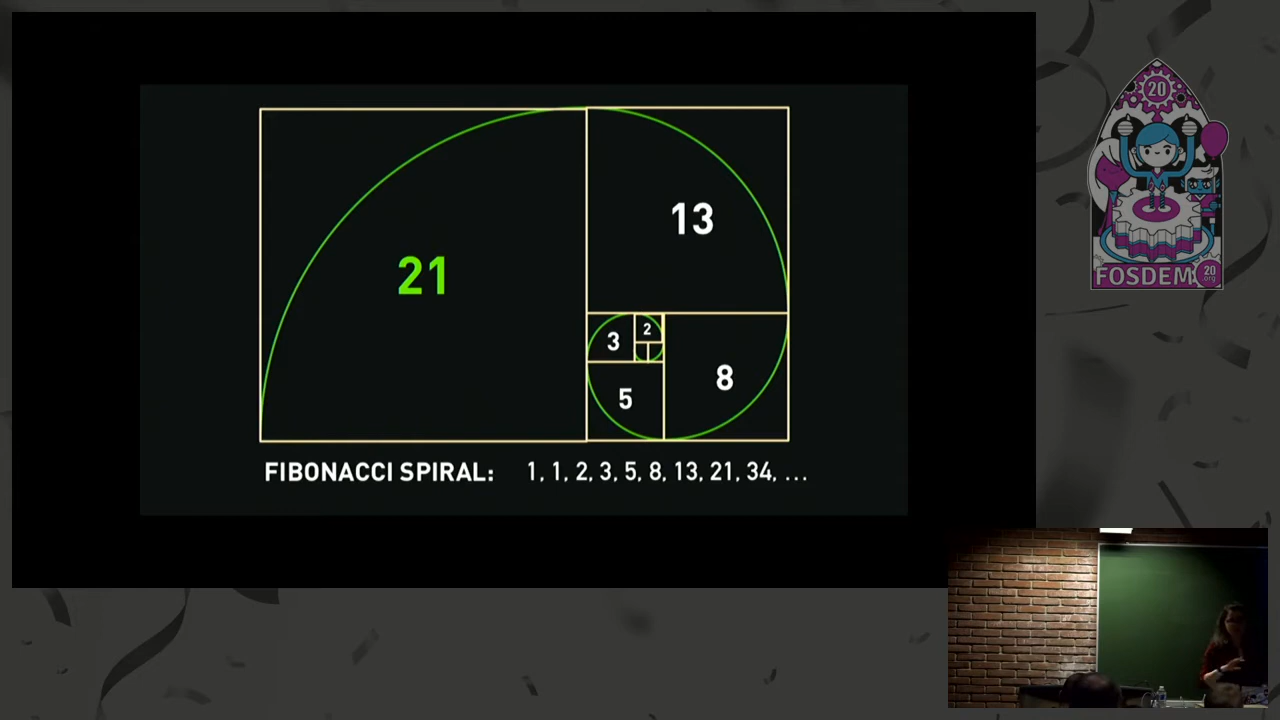 21
13
3
2
8
5
FIBONACCI SPIRAL: 1, 1, 2, 3, 5, 8, 13, 21, 34, ...
20
FOSDEM 20
.org